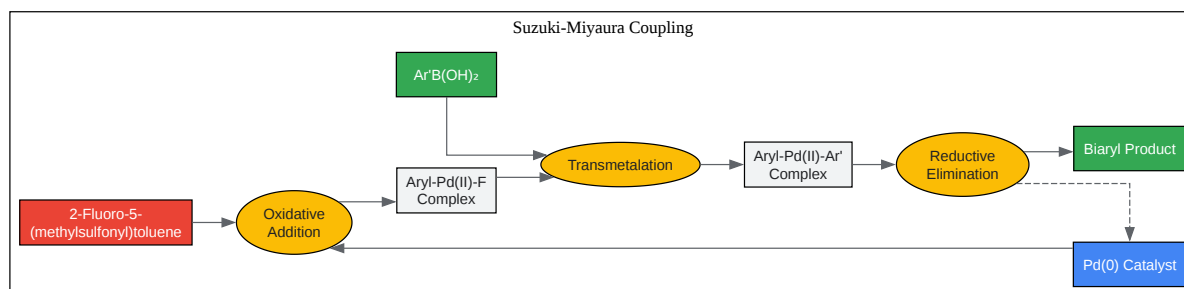 Suzuki-Miyaura Coupling
Ar'B(OH)₂
2-Fluoro-5-
(methylsulfonyl)toluene
Oxidative
Addition
Aryl-Pd(II)-F
Complex
Transmetalation
Aryl-Pd(II)-Ar'
Complex
Reductive
Elimination
Biaryl Product
Pd(0) Catalyst